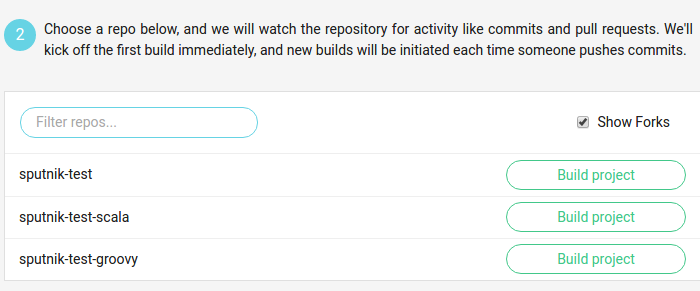 2
Choose a repo below, and we will watch the repository for activity like commits and pull requests. We'll
kick off the first build immediately, and new builds will be initiated each time someone pushes commits.
Filter repos...
Show Forks
sputnik-test
Build project
sputnik-test-scala
Build project
sputnik-test-groovy
Build project